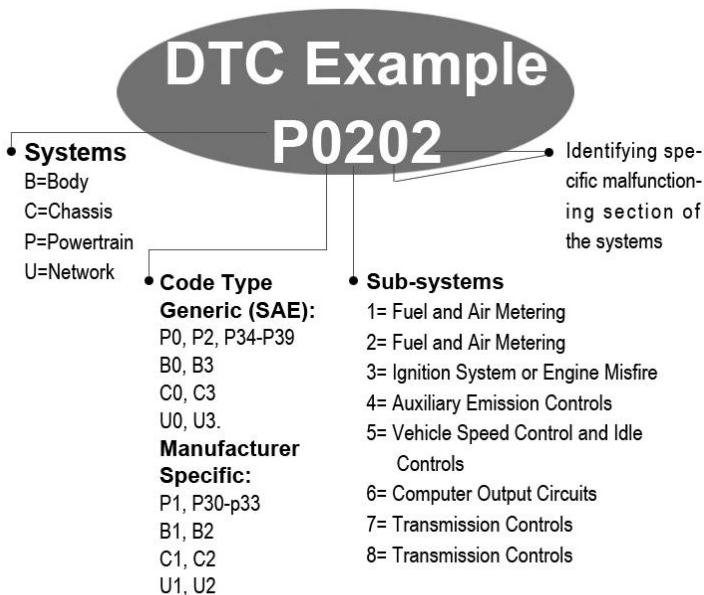 DTC Example
P0202
Systems
B=Body
C=Chassis
P=Powertrain
U=Network
Identifying spe-
cific malfunction-
ing section of
the systems
Code Type
Generic (SAE):
P0, P2, P34-P39
B0, B3
C0, C3
U0, U3.
Manufacturer
Specific:
P1, P30-p33
B1, B2
C1, C2
U1, U2
Sub-systems
1= Fuel and Air Metering
2= Fuel and Air Metering
3= Ignition System or Engine Misfire
4= Auxiliary Emission Controls
5= Vehicle Speed Control and Idle
Controls
6= Computer Output Circuits
7= Transmission Controls
8= Transmission Controls